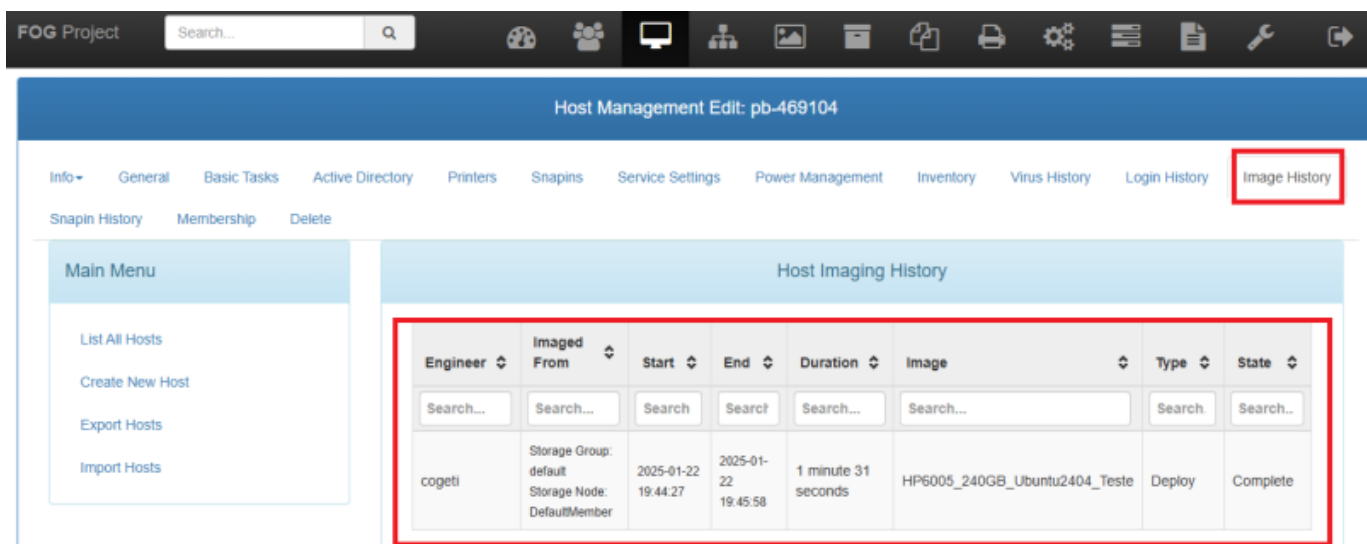 FOG Project Search...
Host Management Edit: pb-469104
Info General Basic Tasks Active Directory Printers Snapins Service Settings Power Management Inventory Virus History Login History Image History
Snapin History Membership Delete
Main Menu
List All Hosts
Create New Host
Export Hosts
Import Hosts
Host Imaging History
Engineer Imaged From Start End Duration Image Type State
Search... Search... Search Search Search... Search... Search. Search..
cogeti
Storage Group:
default
Storage Node:
DefaultMember
2025-01-22
19:44:27
2025-01-
22
19:45:58
1 minute 31
seconds
HP6005_240GB_Ubuntu2404_Teste
Deploy
Complete